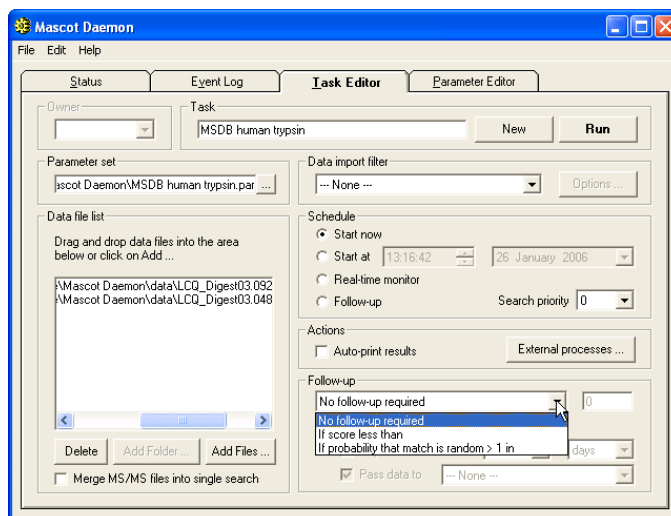 Mascot Daemon
File Edit Help
Status Event Log Task Editor Parameter Editor
Owner Task
MSDB human trypsin New Run
Parameter set Data import filter
ascot Daemon\MSDB human trypsin.par ... --- None --- Options ...
Data file list Schedule
Drag and drop data files into the area
below or click on Add ...
Start now
Start at 13:16:42 26 January 2006
Real-time monitor
Follow-up Search priority 0
\Mascot Daemon\data\LCQ_Digest03.092
\Mascot Daemon\data\LCQ_Digest03.048
Actions
Auto-print results External processes ...
Follow-up
No follow-up required 0
No follow-up required
If score less than
If probability that match is random > 1 in
days
Delete Add Folder ... Add Files ...
Pass data to --- None ---
Merge MS/MS files into single search